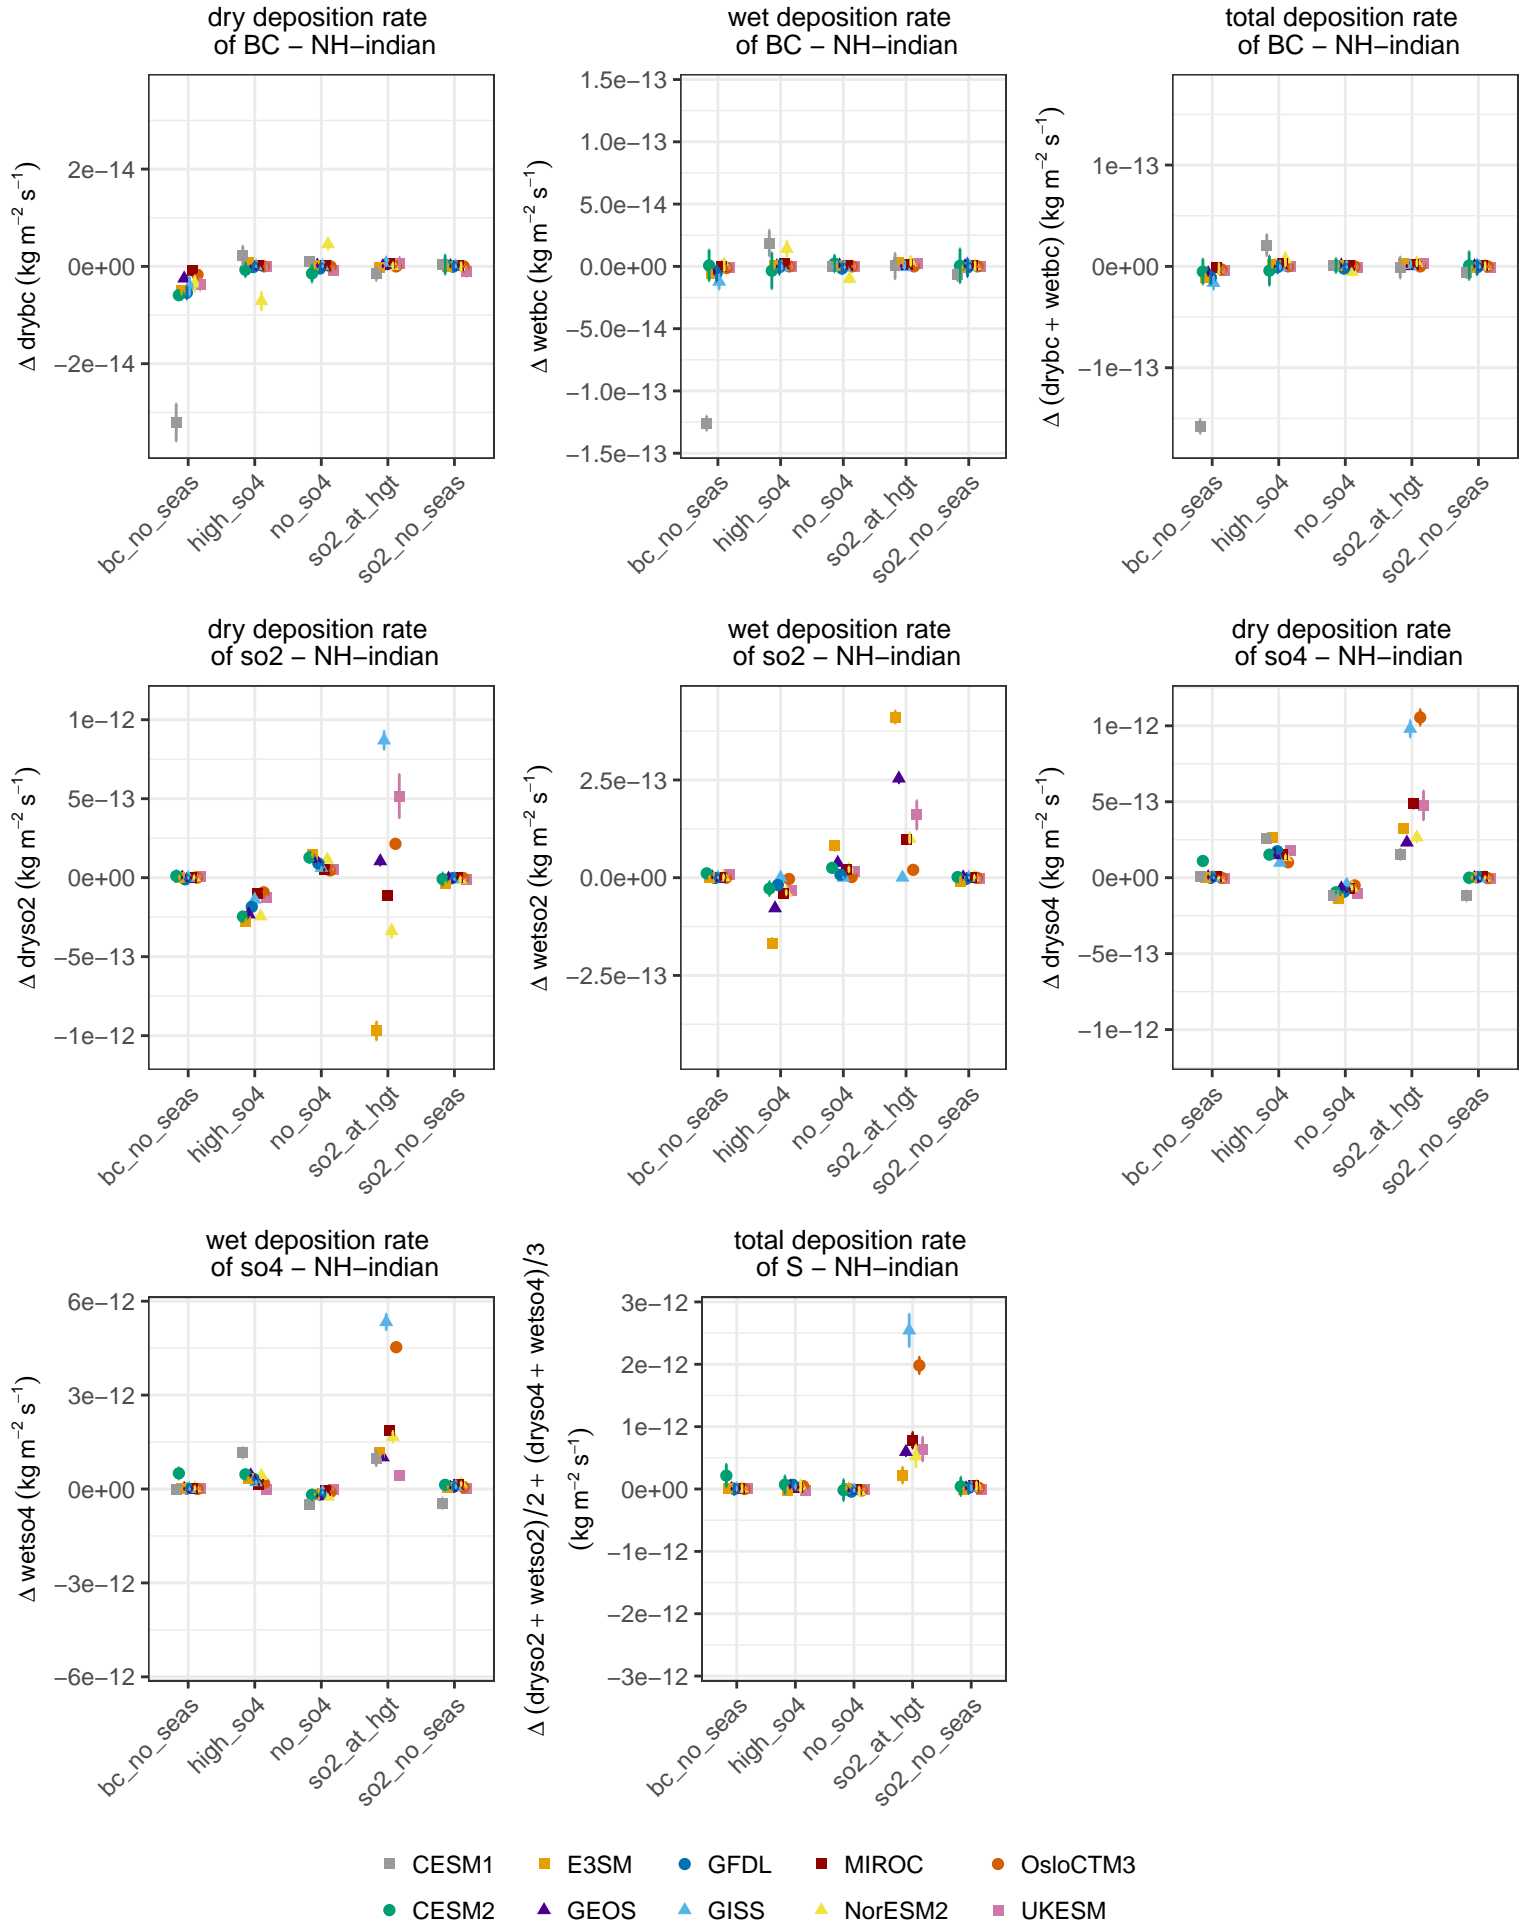 dry deposition rate
of BC − NH−indian
Δ drybc (kg m−2 s−1)
2e−14
0e+00
−2e−14
bc_no_seas
high_so4
no_so4
so2_at_hgt
so2_no_seas
wet deposition rate
of BC − NH−indian
Δ wetbc (kg m−2 s−1)
1.5e−13
1.0e−13
5.0e−14
0.0e+00
−5.0e−14
−1.0e−13
−1.5e−13
bc_no_seas
high_so4
no_so4
so2_at_hgt
so2_no_seas
total deposition rate
of BC − NH−indian
Δ (drybc + wetbc) (kg m−2 s−1)
1e−13
0e+00
−1e−13
bc_no_seas
high_so4
no_so4
so2_at_hgt
so2_no_seas
dry deposition rate
of so2 − NH−indian
Δ dryso2 (kg m−2 s−1)
1e−12
5e−13
0e+00
−5e−13
−1e−12
bc_no_seas
high_so4
no_so4
so2_at_hgt
so2_no_seas
wet deposition rate
of so2 − NH−indian
Δ wetso2 (kg m−2 s−1)
2.5e−13
0.0e+00
−2.5e−13
bc_no_seas
high_so4
no_so4
so2_at_hgt
so2_no_seas
dry deposition rate
of so4 − NH−indian
Δ dryso4 (kg m−2 s−1)
1e−12
5e−13
0e+00
−5e−13
−1e−12
bc_no_seas
high_so4
no_so4
so2_at_hgt
so2_no_seas
wet deposition rate
of so4 − NH−indian
Δ wetso4 (kg m−2 s−1)
6e−12
3e−12
0e+00
−3e−12
−6e−12
bc_no_seas
high_so4
no_so4
so2_at_hgt
so2_no_seas
total deposition rate
of S − NH−indian
Δ (dryso2 + wetso2)/2 + (dryso4 + wetso4)/3
(kg m−2 s−1)
3e−12
2e−12
1e−12
0e+00
−1e−12
−2e−12
−3e−12
bc_no_seas
high_so4
no_so4
so2_at_hgt
so2_no_seas
CESM1 E3SM GFDL MIROC OsloCTM3
CESM2 GEOS GISS NorESM2 UKESM